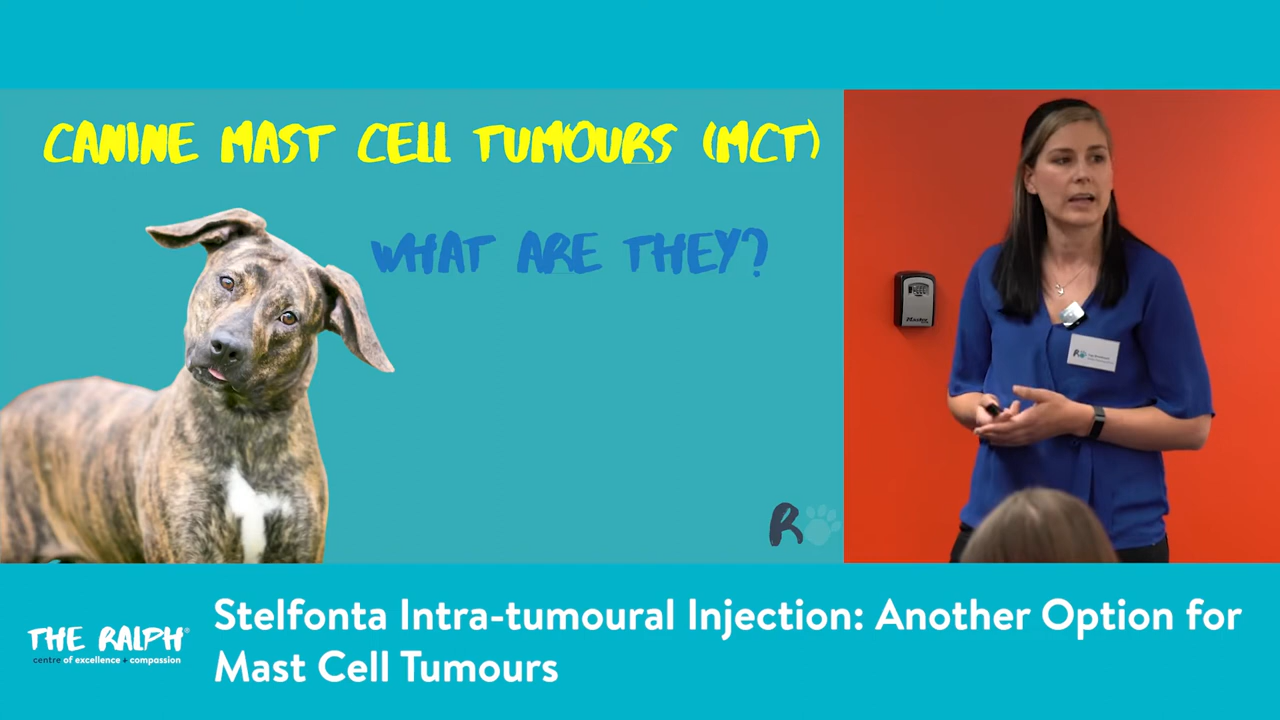 CANINE MAST CELL TUMOURS (MCT)
WHAT ARE THEY?
R
THE RALPH®
centre of excellence + compassion
Stelfonta Intra-tumoural Injection: Another Option for
Mast Cell Tumours